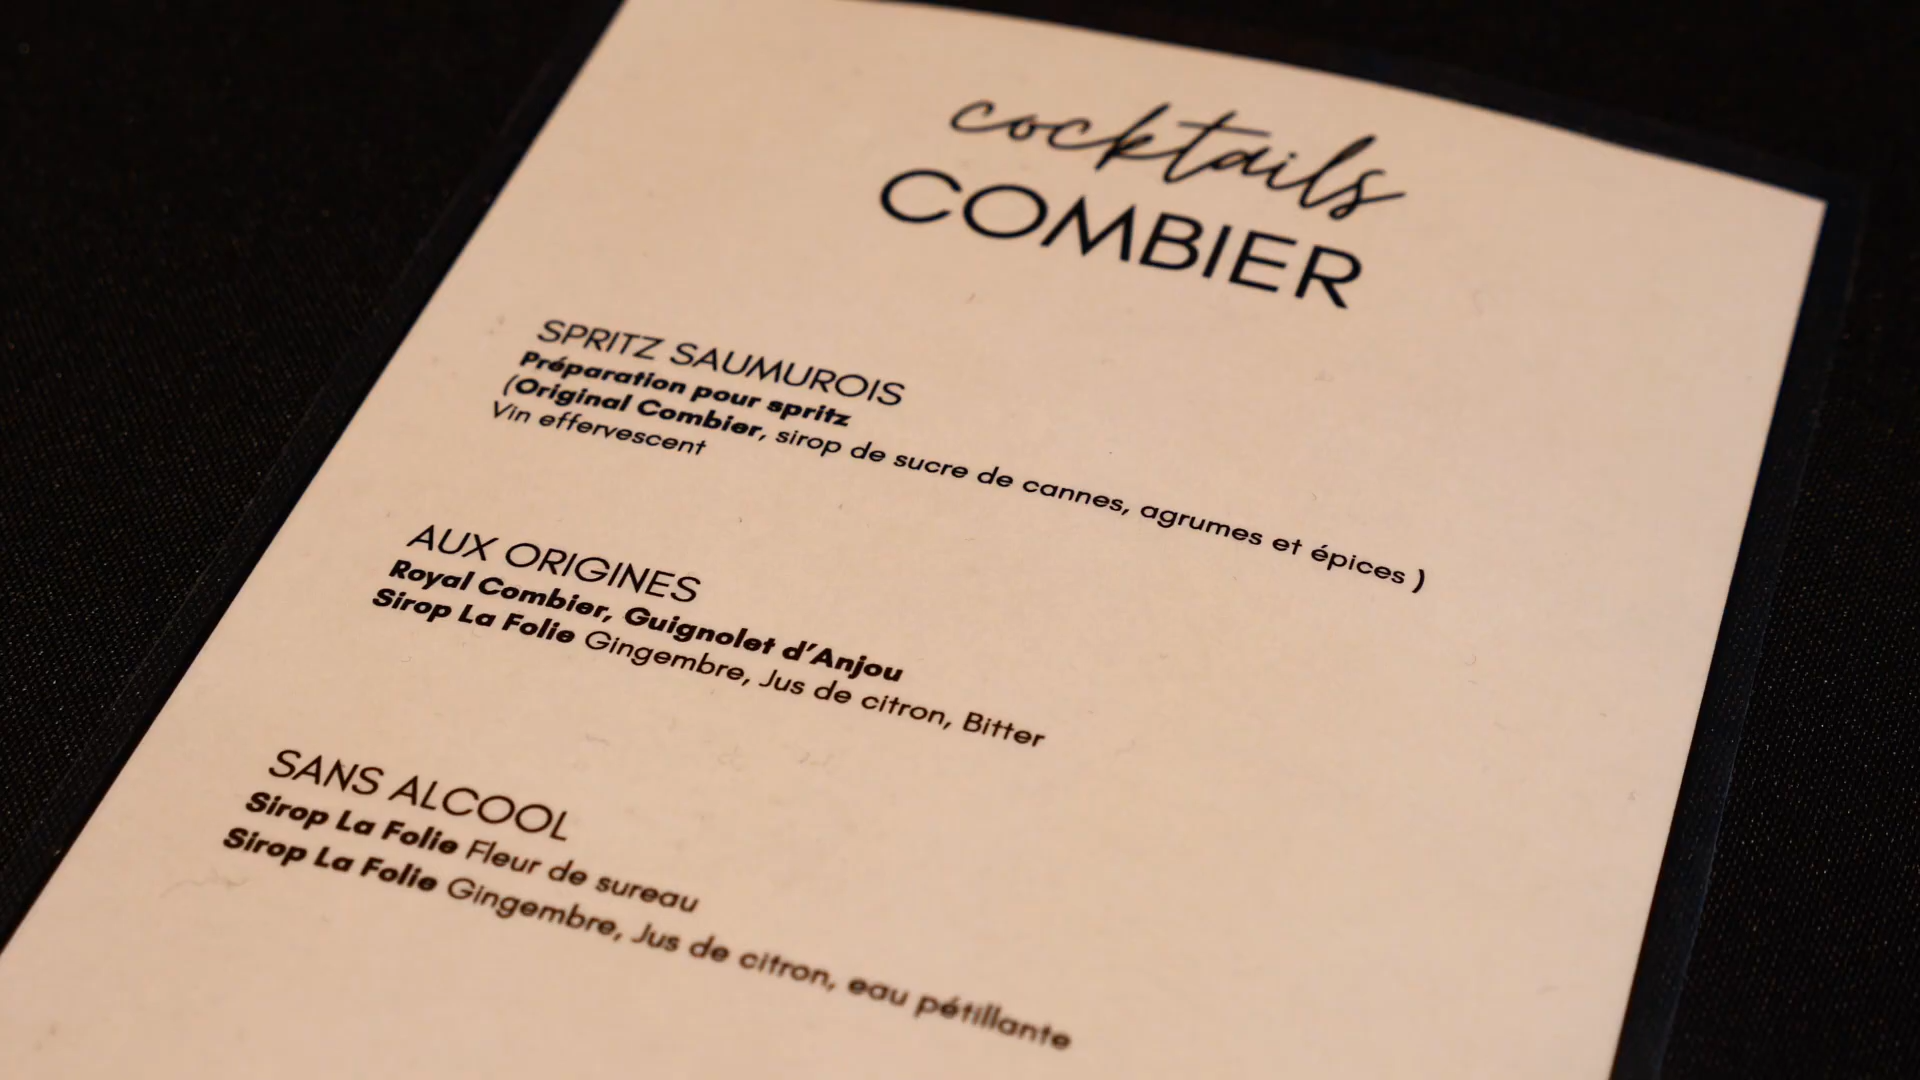 cocktails
COMBIER
SPRITZ SAUMUROIS
Préparation pour spritz
(Original Combier, sirop de sucre de cannes, agrumes et épices )
Vin effervescent
AUX ORIGINES
Royal Combier, Guignolet d'Anjou
Sirop La Folie Gingembre, Jus de citron, Bitter
SANS ALCOOL
Sirop La Folie Fleur de sureau
Sirop La Folie Gingembre, Jus de citron, eau pétillante